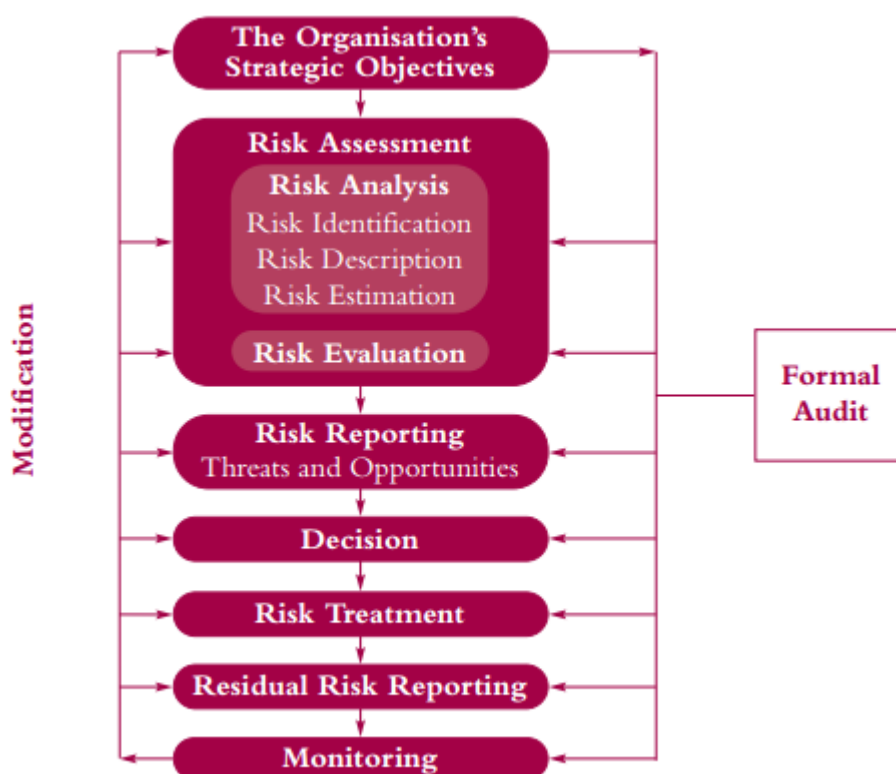 The Organisation's
Strategic Objectives
Risk Assessment
Risk Analysis
Risk Identification
Risk Description
Risk Estimation
Risk Evaluation
Risk Reporting
Threats and Opportunities
Decision
Risk Treatment
Residual Risk Reporting
Monitoring
Modification
Formal
Audit